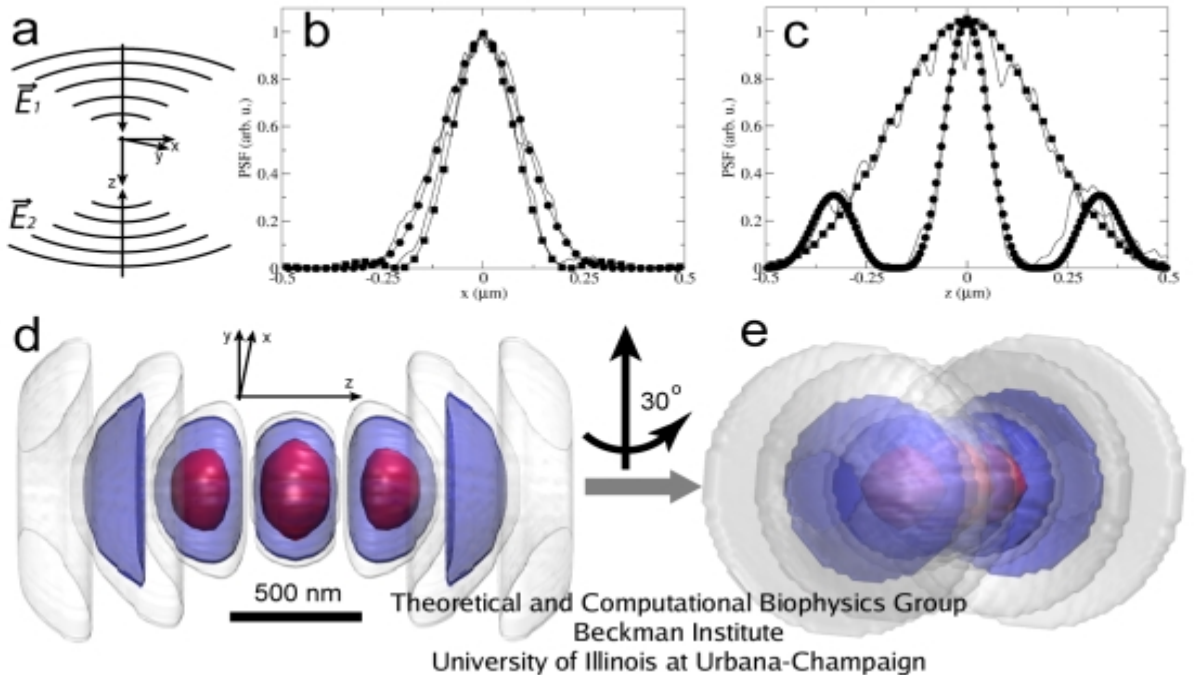 a
b
c
E1
E2
x
y
z
PSF (arb. u.)
1
0.8
0.6
0.4
0.2
0
-0.5
-0.25
0
0.25
0.5
x (μm)
PSF (arb. u.)
1
0.8
0.6
0.4
0.2
0
-0.5
-0.25
0
0.25
0.5
z (μm)
d
y
x
z
500 nm
30°
e
Theoretical and Computational Biophysics Group
Beckman Institute
University of Illinois at Urbana-Champaign